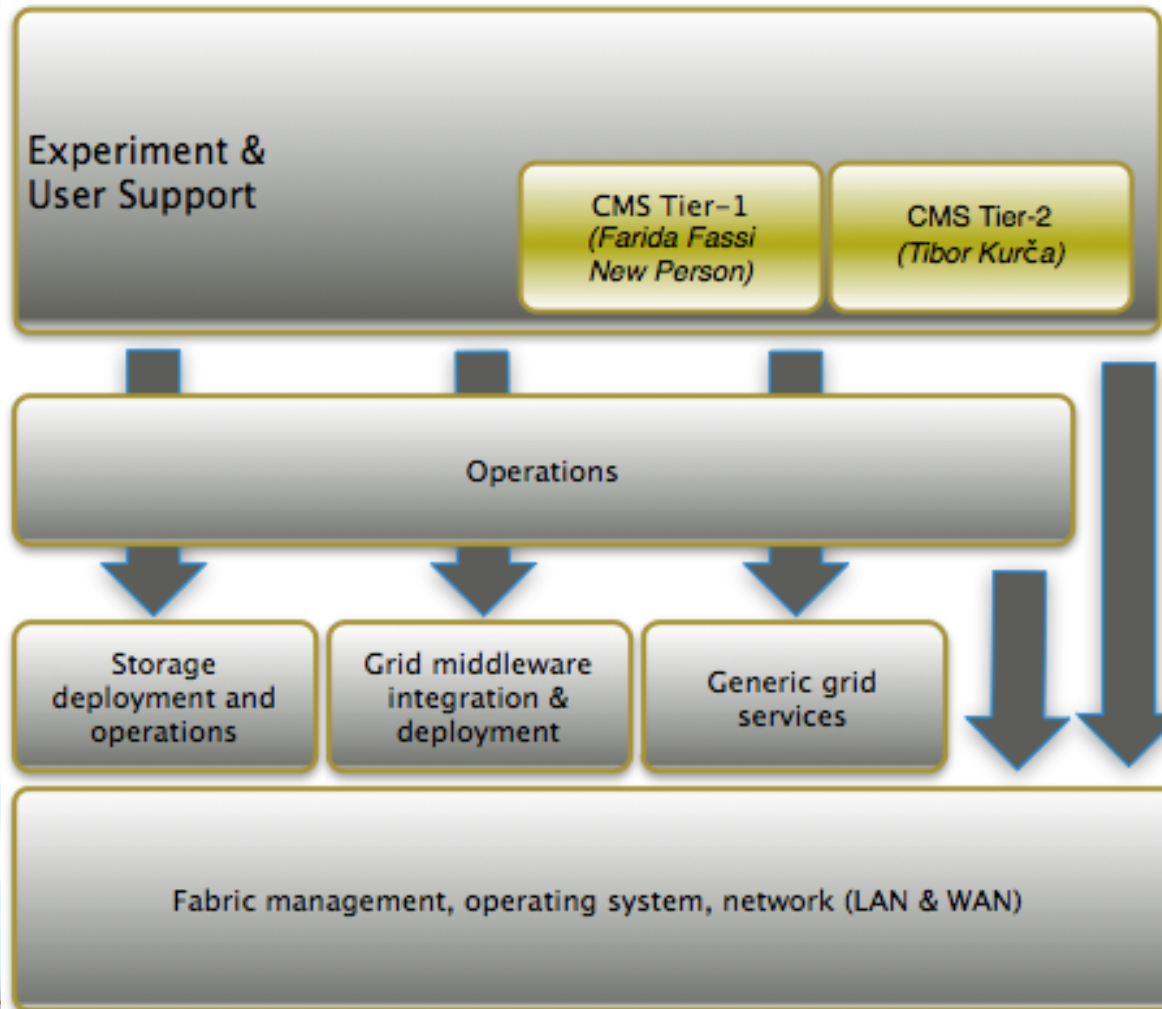 Experiment &
User Support
CMS Tier-1
(Farida Fassi
New Person)
CMS Tier-2
(Tibor Kurča)
Operations
Storage
deployment and
operations
Grid middleware
integration &
deployment
Generic grid
services
Fabric management, operating system, network (LAN & WAN)